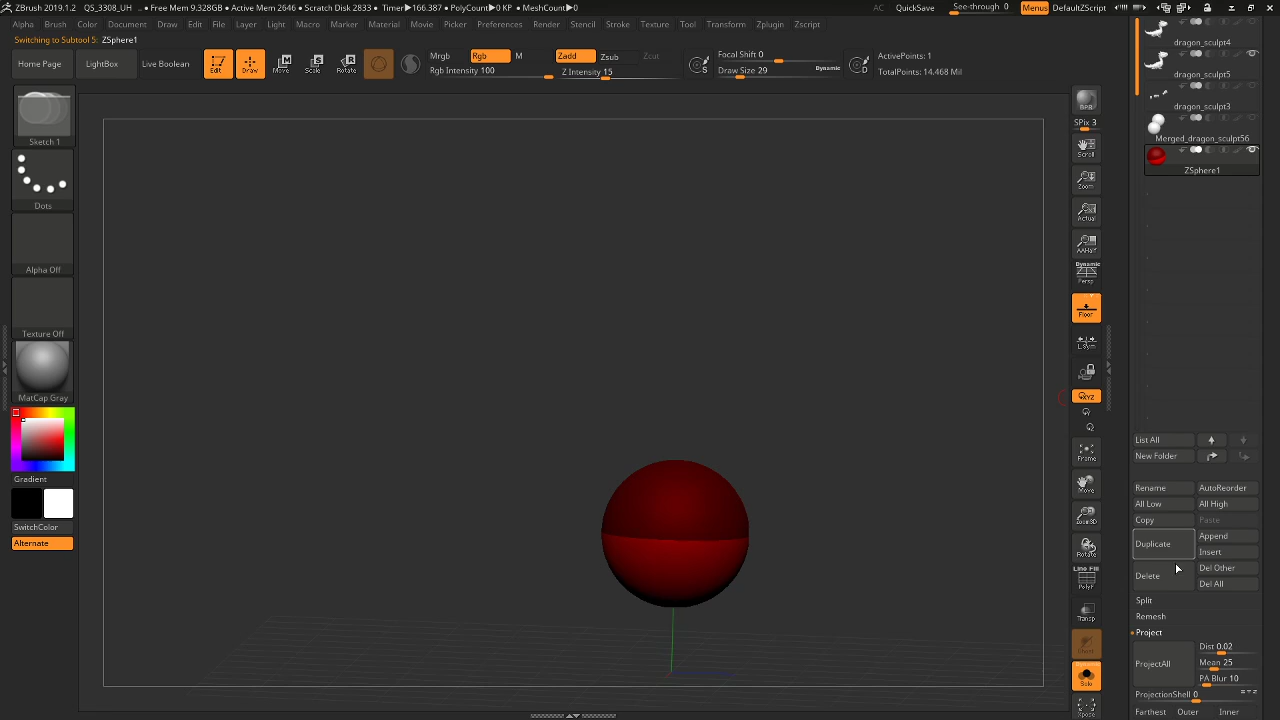 ZBrush 2019.1.2
QS_3308_UH
• Free Mem 9.328GB • Active Mem 2646 • Scratch Disk 2833 • Timer▶166.387 • PolyCount▶0 KP • MeshCount▶0
AC
QuickSave
See-through 0
Menus
DefaultZScript
Alpha Brush Color Document Draw Edit File Layer Light Macro Marker Material Movie Picker Preferences Render Stencil Stroke Texture Tool Transform Zplugin Zscript
Switching to Subtool 5: ZSphere1
Home Page
LightBox
Live Boolean
Edit
Draw
Move
Scale
Rotate
Mrgb
Rgb
M
Rgb Intensity 100
Zadd
Zsub
Zcut
Z Intensity 15
Focal Shift 0
Draw Size 29
Dynamic
ActivePoints: 1
TotalPoints: 14.468 Mil
Sketch 1
Dots
Alpha Off
Texture Off
MatCap Gray
Gradient
SwitchColor
Alternate
BPR
SPix 3
Scroll
Zoom
Actual
AAHalf
Dynamic
Persp
Floor
L.Sym
XYZ
Frame
Move
Zoom3D
Rotate
Line Fill
PolyF
Transp
Ghost
Dynamic
Solo
Xpose
dragon_sculpt4
dragon_sculpt5
dragon_sculpt3
Merged_dragon_sculpt56
ZSphere1
List All
New Folder
Rename
AutoReorder
All Low
All High
Copy
Paste
Duplicate
Append
Insert
Delete
Del Other
Del All
Split
Remesh
Project
ProjectAll
Dist 0.02
Mean 25
PA Blur 10
ProjectionShell 0
Farthest
Outer
Inner